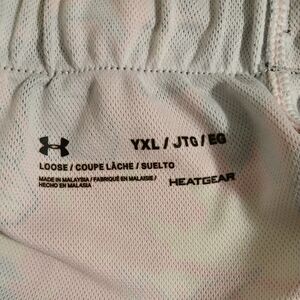 YXL / JTG / EG
LOOSE / COUPE LÂCHE / SUELTO
MADE IN MALAYSIA / FABRIQUÉ EN MALAISIE /
HECHO EN MALASIA
HEATGEAR